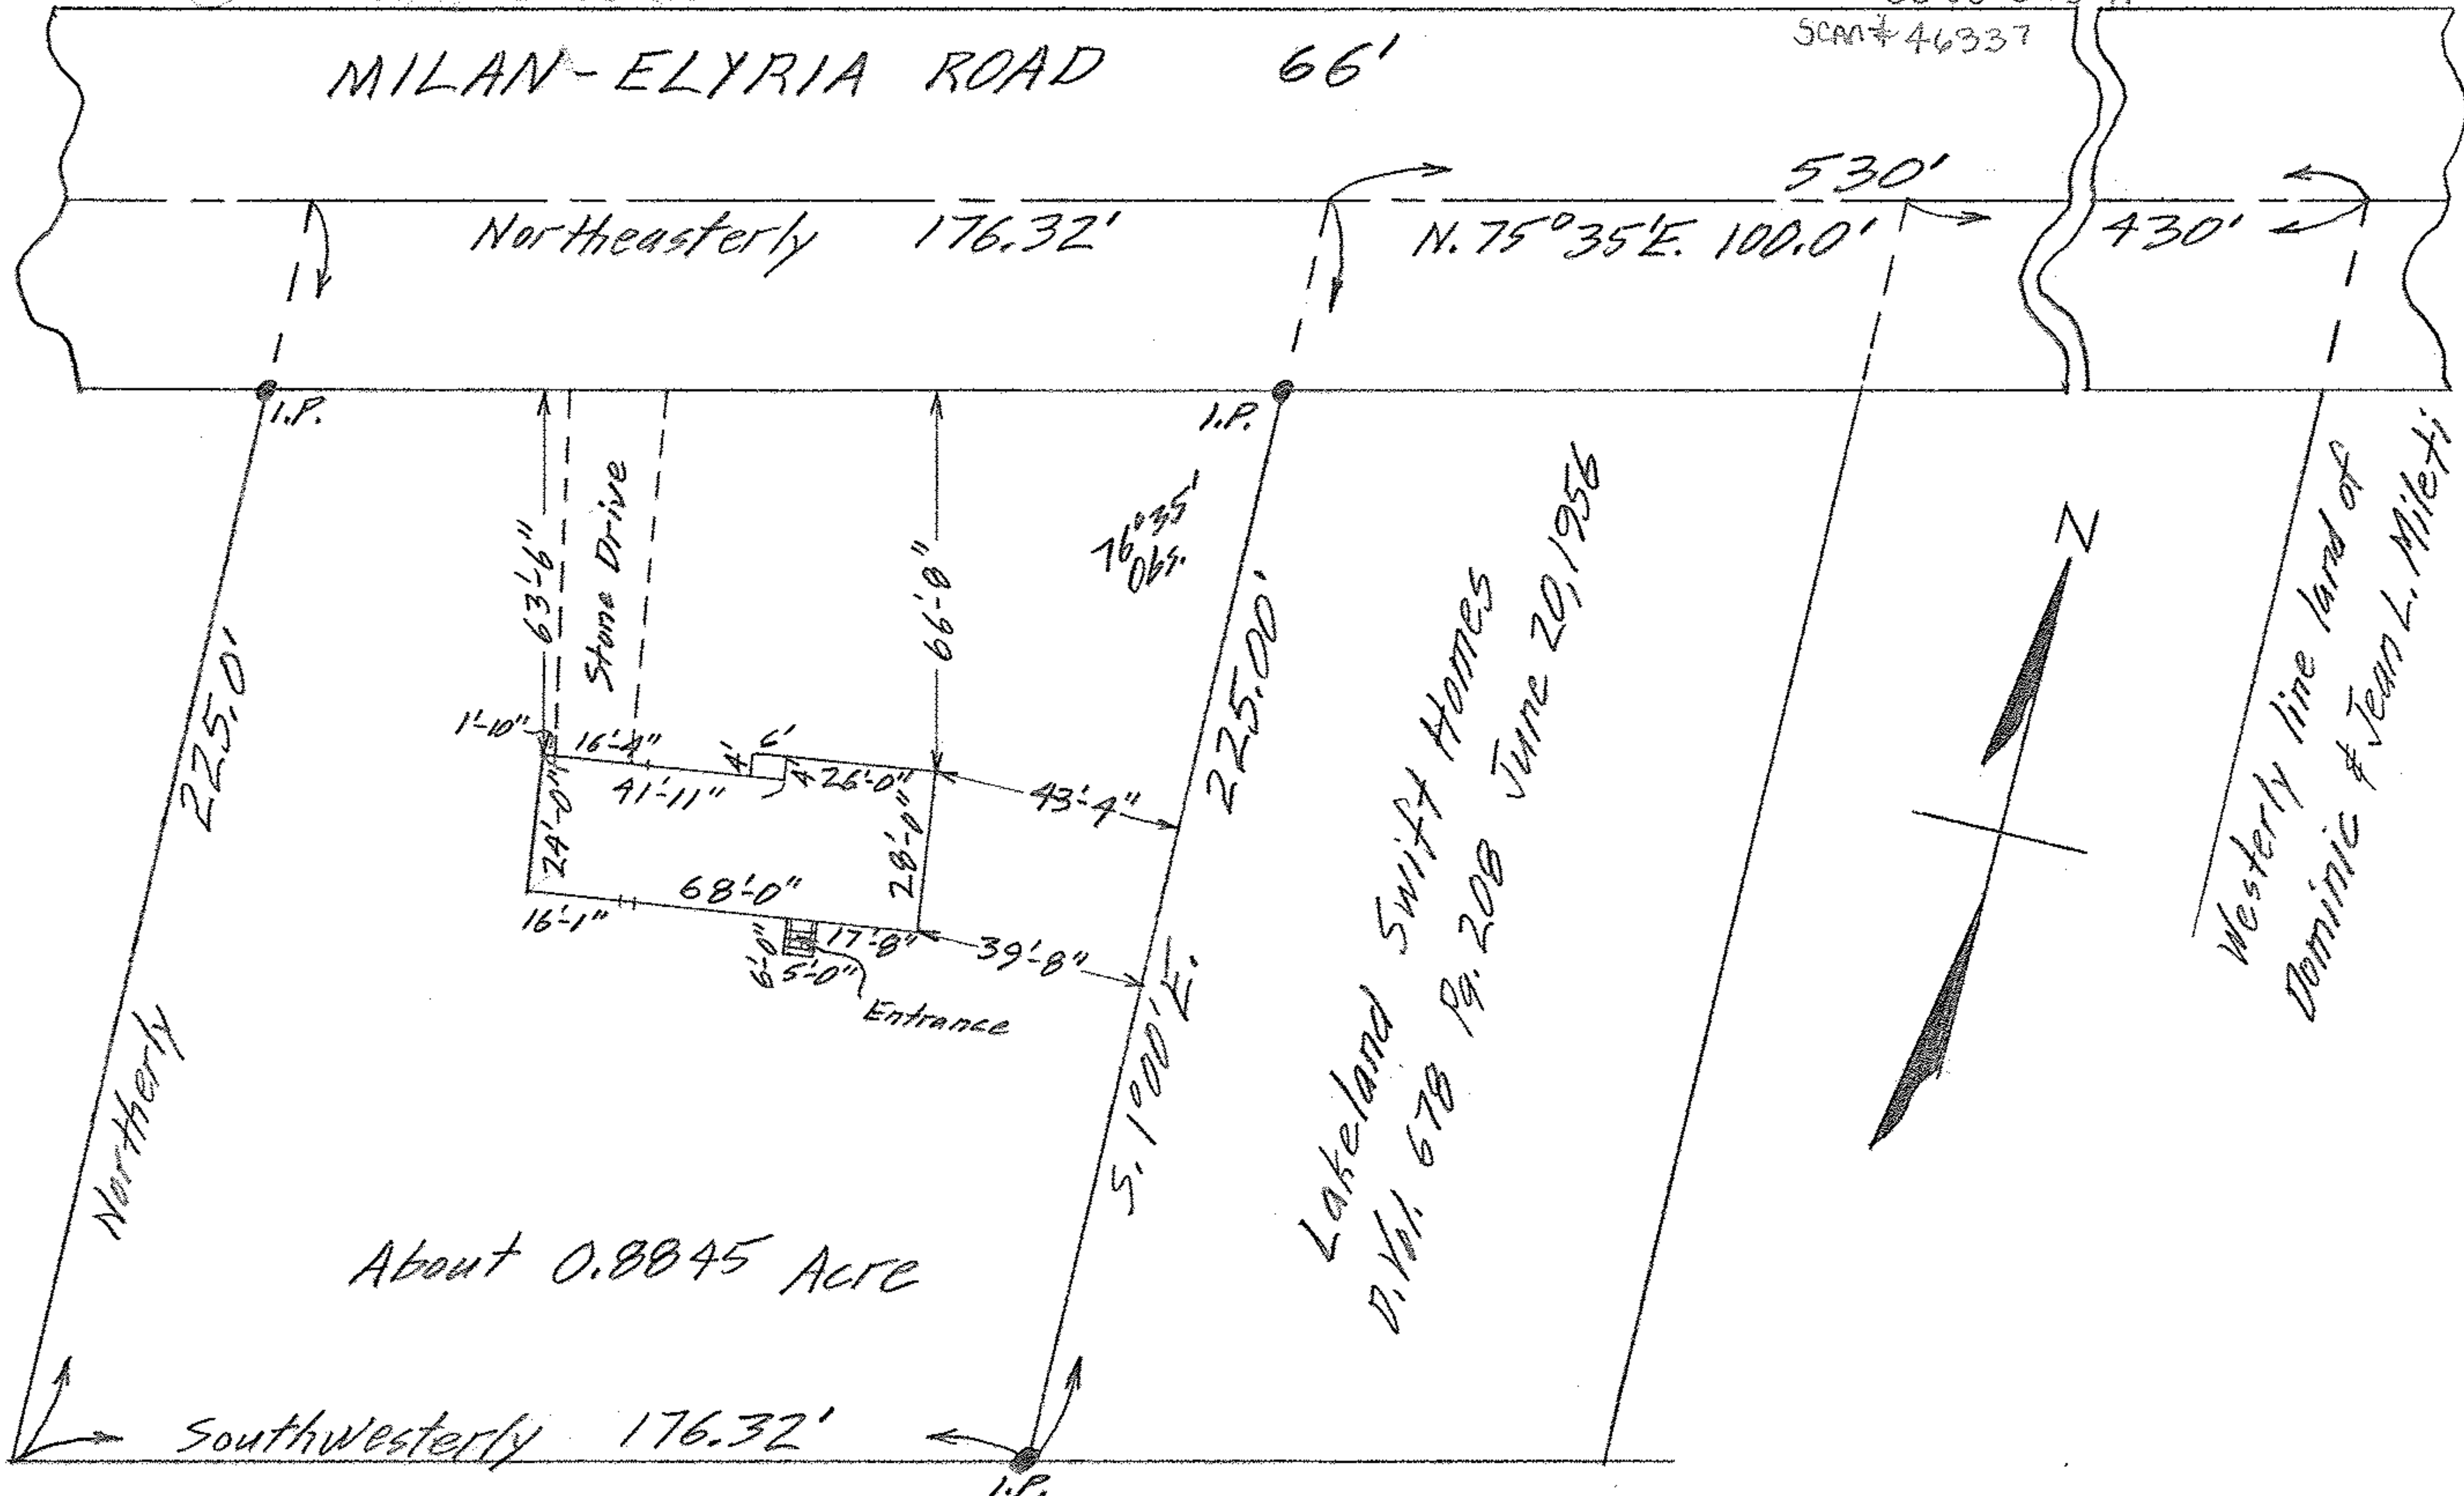 SCAN# 46337
MILAN-ELYRIA ROAD 66'
530'
Northeasterly 176.32'
N. 75°35'E. 100.0'
430'
I.P.
I.P.
63'-6"
Stone Drive
66'-8"
76°35'
Obs.
225.0'
Northerly
1'-10"
16'-4"
4'
6'
4'
26'-0"
41'-11"
24'-0"
28'-0"
43'-4"
68'-0"
16'-1"
17'-8"
6'-0"
5'-0"
39'-8"
Entrance
225.00'
S. 1°00'E.
Lakeland Swift Homes
D. Vol. 678 Pg. 208 June 20, 1956
N
Westerly line land of
Dominic & Jean L. Mileti
About 0.8845 Acre
Southwesterly 176.32'
I.P.